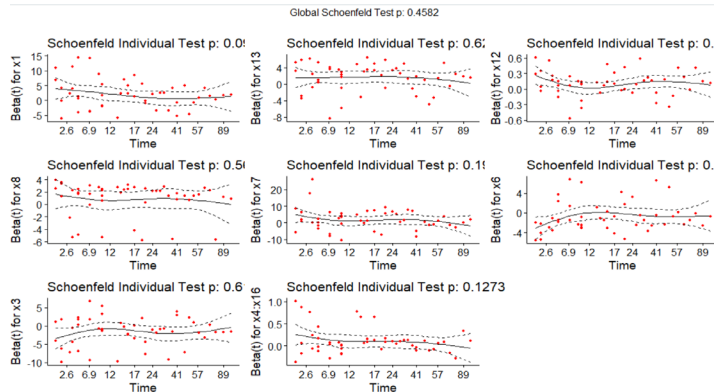 Global Schoenfeld Test p: 0.4582
Schoenfeld Individual Test p: 0.09
Beta(t) for x1
15
10
5
0
-5
2.6 6.9 12 17 24 41 57 89
Time
Schoenfeld Individual Test p: 0.62
Beta(t) for x13
4
0
-4
-8
2.6 6.9 12 17 24 41 57 89
Time
Schoenfeld Individual Test p: 0.
Beta(t) for x12
0.6
0.3
0.0
-0.3
-0.6
2.6 6.9 12 17 24 41 57 89
Time
Schoenfeld Individual Test p: 0.56
Beta(t) for x8
4
2
0
-2
-4
-6
2.6 6.9 12 17 24 41 57 89
Time
Schoenfeld Individual Test p: 0.19
Beta(t) for x7
20
10
0
-10
2.6 6.9 12 17 24 41 57 89
Time
Schoenfeld Individual Test p: 0.
Beta(t) for x6
5
0
-5
2.6 6.9 12 17 24 41 57 89
Time
Schoenfeld Individual Test p: 0.6
Beta(t) for x3
5
0
-5
-10
2.6 6.9 12 17 24 41 57 89
Time
Schoenfeld Individual Test p: 0.1273
Beta(t) for x4:x16
1.0
0.5
0.0
2.6 6.9 12 17 24 41 57 89
Time